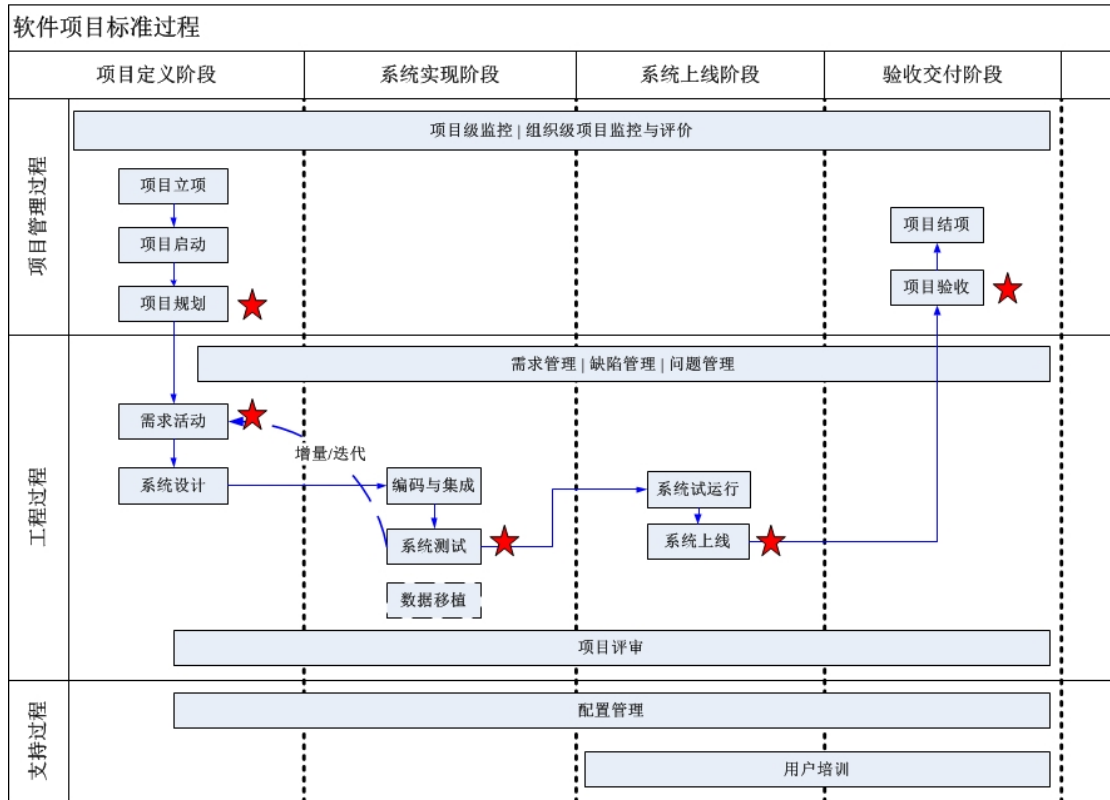 软件项目标准过程
项目定义阶段
系统实现阶段
系统上线阶段
验收交付阶段
项目管理过程
项目级监控 | 组织级项目监控与评价
项目立项
项目启动
项目规划
项目结项
项目验收
工程过程
需求管理 | 缺陷管理 | 问题管理
需求活动
增量/迭代
系统设计
编码与集成
系统试运行
系统测试
系统上线
数据移植
项目评审
支持过程
配置管理
用户培训